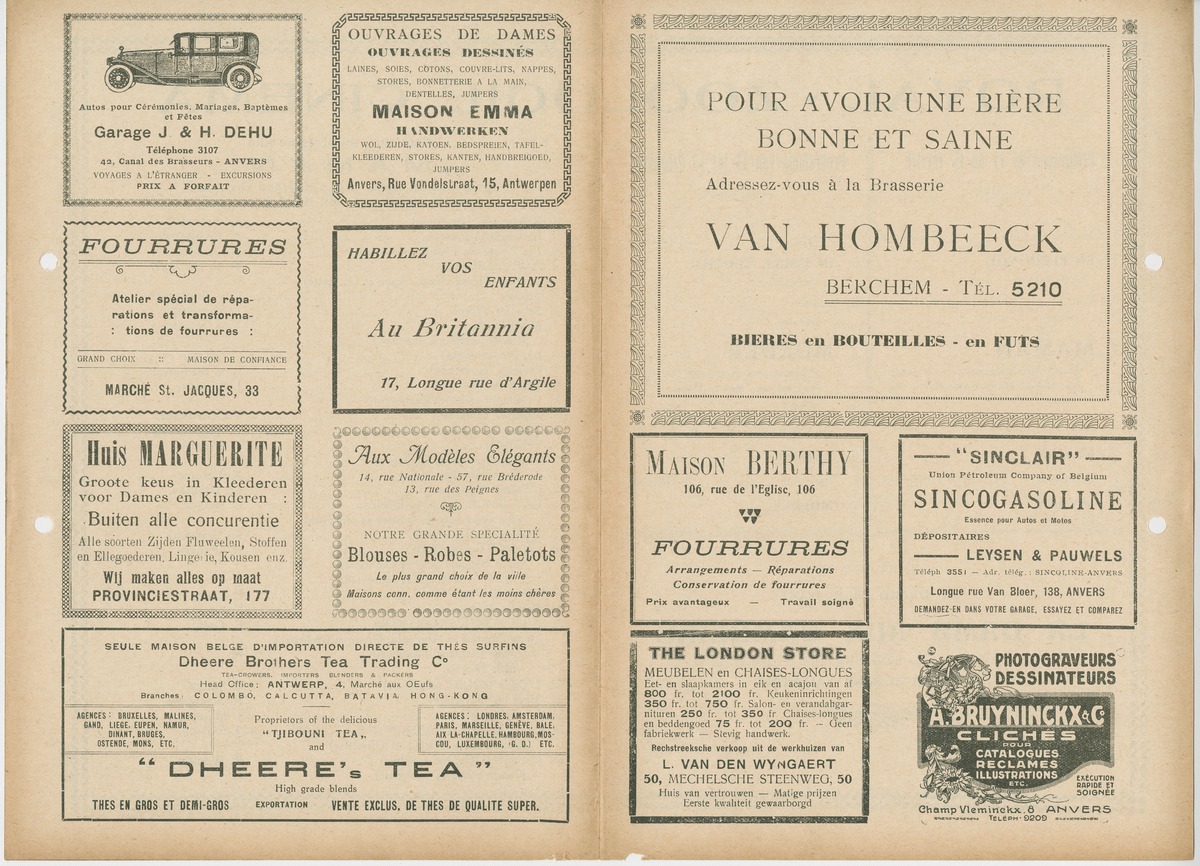 Autos pour Cérémonies, Mariages, Baptêmes
et Fêtes
Garage J. & H. DEHU
Téléphone 3107
42, Canal des Brasseurs - ANVERS
VOYAGES A L'ÉTRANGER - EXCURSIONS
PRIX A FORFAIT
OUVRAGES DE DAMES
OUVRAGES DESSINÉS
LAINES, SOIES, COTONS, COUVRE-LITS, NAPPES,
STORES, BONNETTERIE A LA MAIN,
DENTELLES, JUMPERS
MAISON EMMA
HANDWERKEN
WOL, ZIJDE, KATOEN, BEDSPREIEN, TAFEL-
KLEEDEREN, STORES, KANTEN, HANDBREIGOED,
JUMPERS
Anvers, Rue Vondelstraat, 15, Antwerpen
FOURRURES
Atelier spécial de répa-
rations et transforma-
: tions de fourrures :
GRAND CHOIX :: MAISON DE CONFIANCE
MARCHÉ St. JACQUES, 33
HABILLEZ
VOS
ENFANTS
Au Britannia
17, Longue rue d'Argile
Huis MARGUERITE
Groote keus in Kleederen
voor Dames en Kinderen :
Buiten alle concurentie
Alle soorten Zijden Fluweelen, Stoffen
en Ellegoederen, Lingerie, Kousen enz.
Wij maken alles op maat
PROVINCIESTRAAT, 177
Aux Modèles Elégants
14, rue Nationale - 57, rue Bréderode
13, rue des Peignes
NOTRE GRANDE SPECIALITÉ
Blouses - Robes - Paletots
Le plus grand choix de la ville
Maisons conn. comme étant les moins chères
SEULE MAISON BELGE D'IMPORTATION DIRECTE DE THÉS SURFINS
Dheere Brothers Tea Trading Co
TEA-GROWERS, IMPORTERS BLENDERS & PACKERS
Head Office: ANTWERP, 4, Marché aux OEufs
Branches: COLOMBO, CALCUTTA, BATAVIA HONG-KONG
AGENCES: BRUXELLES, MALINES,
GAND, LIEGE, EUPEN, NAMUR,
DINANT, BRUGES,
OSTENDE, MONS, ETC,
Proprietors of the delicious
"TJIBOUNI TEA„
and
AGENCES: LONDRES, AMSTERDAM,
PARIS, MARSEILLE, GENÈVE, BALE,
AIX LA-CHAPELLE, HAMBOURG, MOS-
COU, LUXEMBOURG, (G. D.) ETC.
"DHEERE's TEA"
High grade blends
THES EN GROS ET DEMI-GROS EXPORTATION VENTE EXCLUS. DE THES DE QUALITE SUPER.
POUR AVOIR UNE BIÈRE
BONNE ET SAINE
Adressez-vous à la Brasserie
VAN HOMBEECK
BERCHEM - TÉL. 5210
BIERES en BOUTEILLES - en FUTS
MAISON BERTHY
106, rue de l'Eglise, 106
FOURRURES
Arrangements — Réparations
Conservation de fourrures
Prix avantageux — Travail soigné
"SINCLAIR"
Union Pétroleum Company of Belgium
SINCOGASOLINE
Essence pour Autos et Motos
DÉPOSITAIRES
LEYSEN & PAUWELS
Téléph 3551 — Adr. télég.: SINCOLINE-ANVERS
Longue rue Van Bloer, 138, ANVERS
DEMANDEZ-EN DANS VOTRE GARAGE, ESSAYEZ ET COMPAREZ
THE LONDON STORE
MEUBELEN en CHAISES-LONGUES
Eet- en slaapkamers in eik en acajou van af
800 fr. tot 2100 fr. Keukeninrichtingen
350 fr. tot 750 fr. Salon- en verandahgar-
nituren 250 fr. tot 350 fr Chaises-longues
en beddengoed 75 fr. tot 200 fr. — Geen
fabriekwerk — Stevig handwerk.
Rechstreeksche verkoop uit de werkhuizen van
L. VAN DEN WYNGAERT
50, MECHELSCHE STEENWEG, 50
Huis van vertrouwen — Matige prijzen
Eerste kwaliteit gewaarborgd
PHOTOGRAVEURS
DESSINATEURS
A. BRUYNINCKX & C°
CLICHÉS
POUR
CATALOGUES
RECLAMES
ILLUSTRATIONS
ETC.
EXÉCUTION
RAPIDE ET
SOIGNÉE
Champ Vleminckx, 8 ANVERS
TÉLÉPH-9209